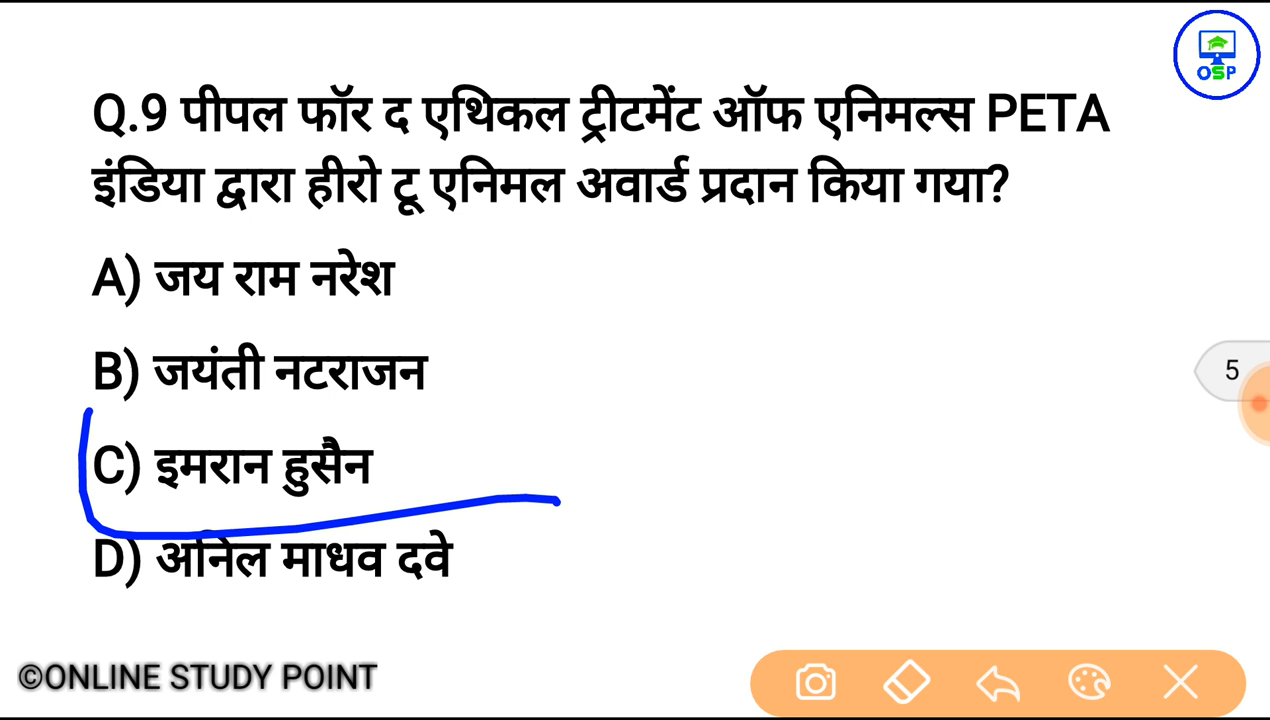 OSP
Q.9 पीपल फॉर द एथिकल ट्रीटमेंट ऑफ एनिमल्स PETA
इंडिया द्वारा हीरो टू एनिमल अवार्ड प्रदान किया गया?
A) जय राम नरेश
B) जयंती नटराजन
5
C) इमरान हुसैन
D) अनिल माधव दवे
©ONLINE STUDY POINT